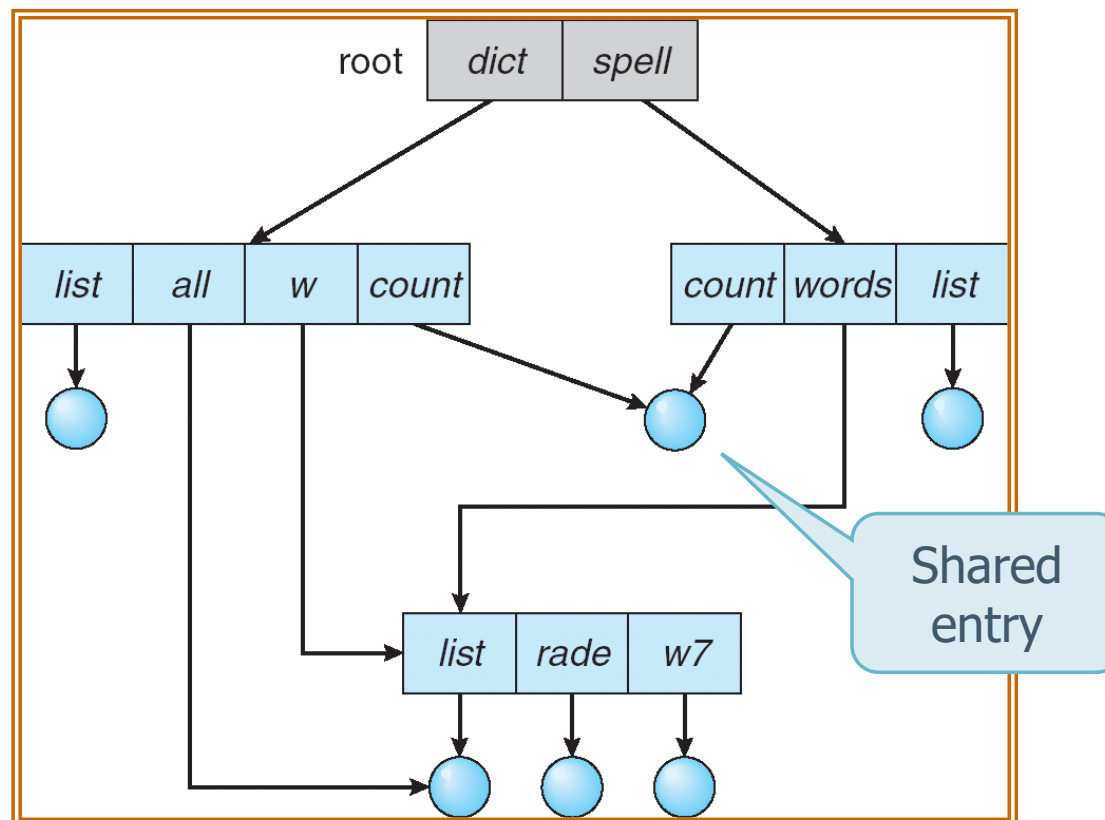 root dict spell
list all w count count words list
Shared
entry
list rade w7